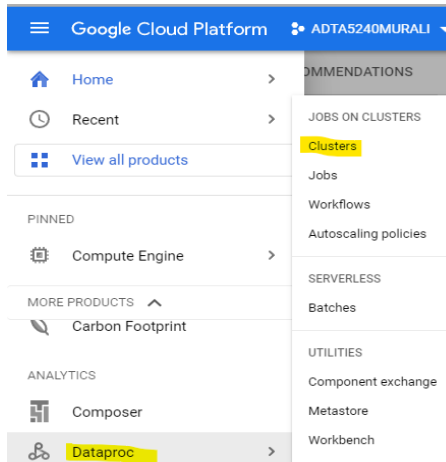 Google Cloud Platform
ADTA5240MURALI
Home
OMMENDATIONS
Recent
View all products
PINNED
Compute Engine
MORE PRODUCTS
Carbon Footprint
ANALYTICS
Composer
Dataproc
JOBS ON CLUSTERS
Clusters
Jobs
Workflows
Autoscaling policies
SERVERLESS
Batches
UTILITIES
Component exchange
Metastore
Workbench